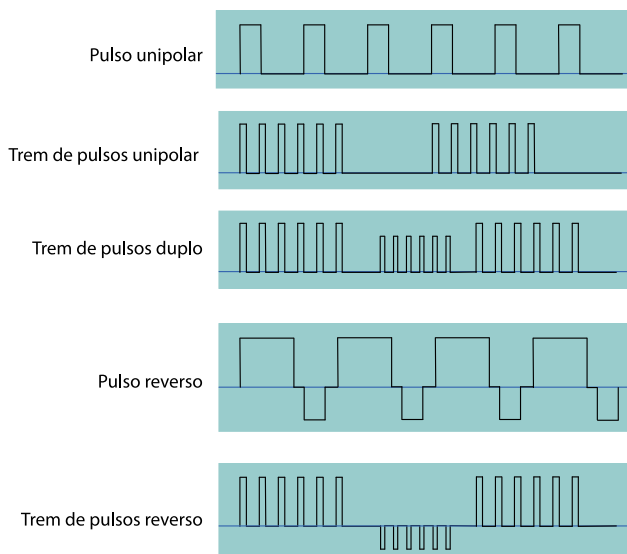 Pulso unipolar
Trem de pulsos unipolar
Trem de pulsos duplo
Pulso reverso
Trem de pulsos reverso